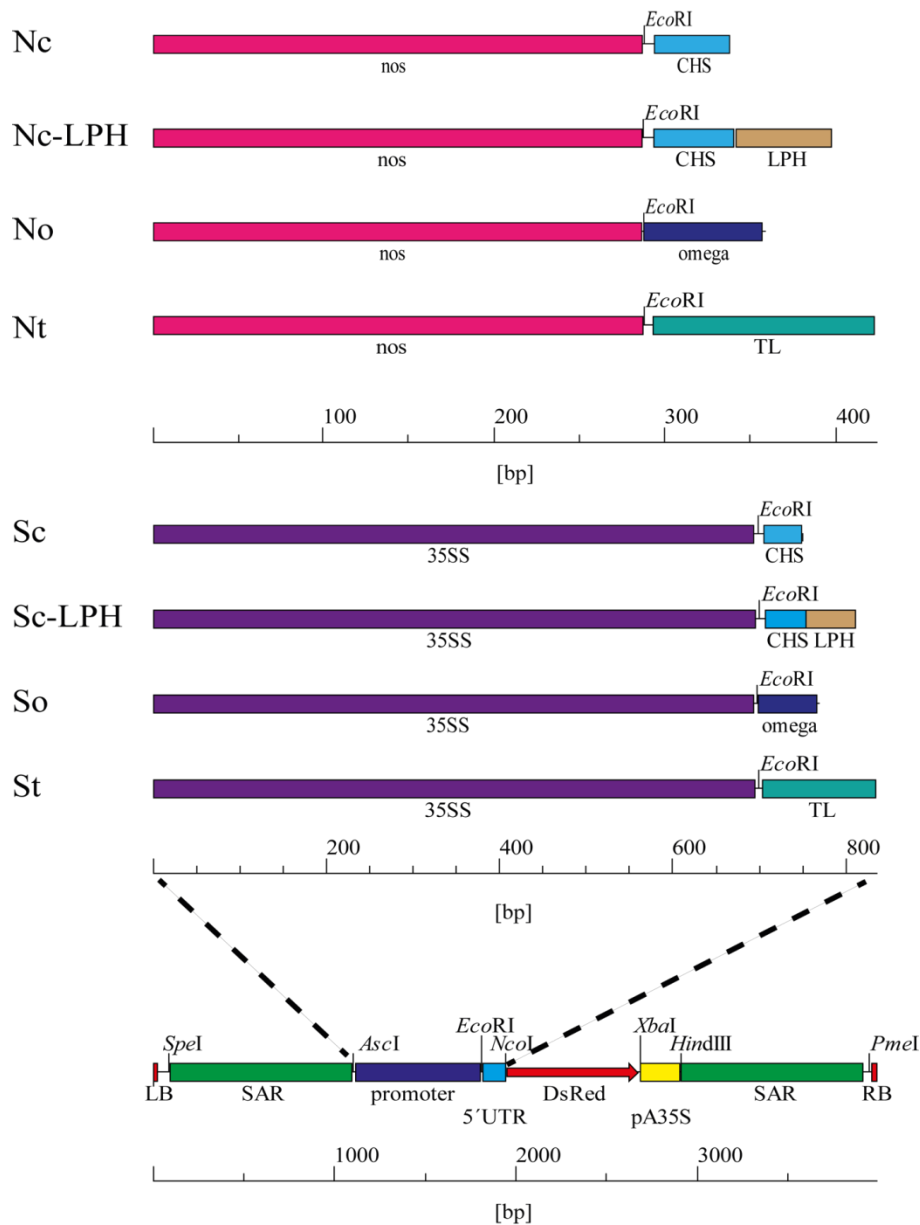 EcoRI
Nc
nos
CHS
EcoRI
Nc-LPH
nos
CHS
LPH
EcoRI
No
nos
omega
EcoRI
Nt
nos
TL
100 200 300 400
[bp]
EcoRI
Sc
35SS
CHS
EcoRI
Sc-LPH
35SS
CHS LPH
EcoRI
So
35SS
omega
EcoRI
St
35SS
TL
200 400 600 800
[bp]
EcoRI XbaI
SpeI AscI NcoI HindIII PmeI
LB SAR promoter DsRed SAR RB
5´UTR pA35S
1000 2000 3000
[bp]